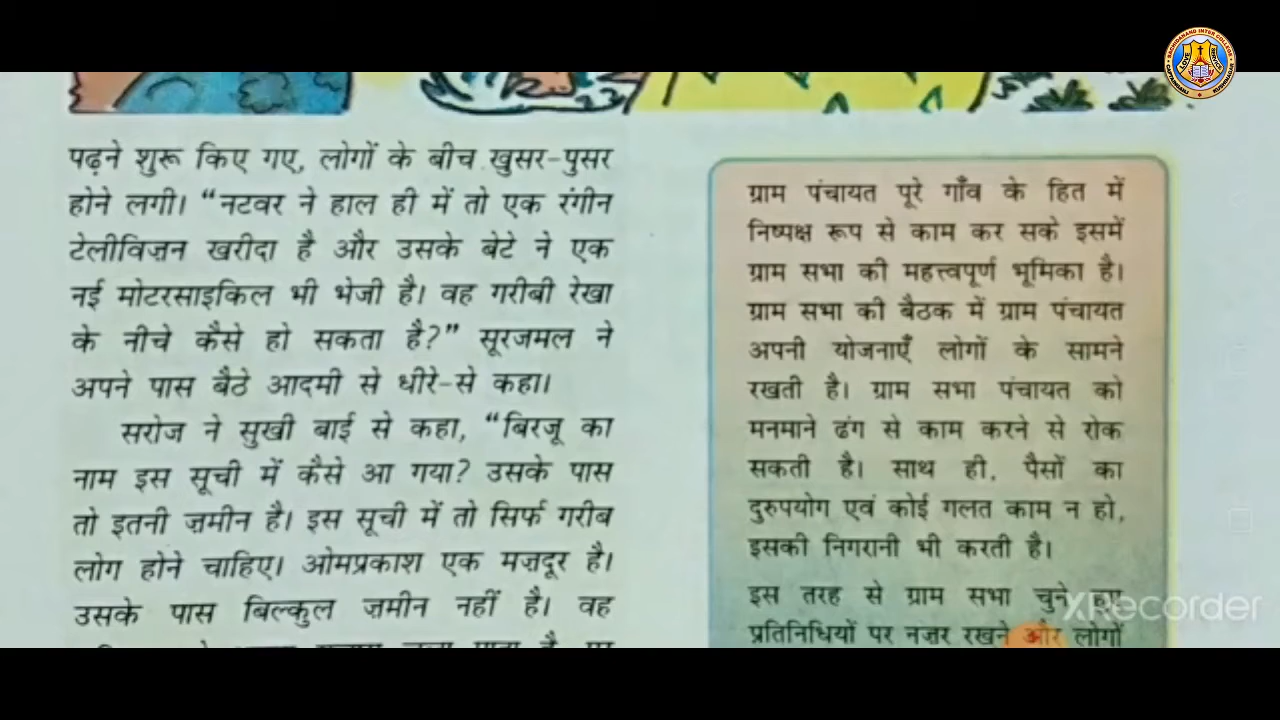 पढ़ने शुरू किए गए, लोगों के बीच खुसर-पुसर
होने लगी। “नटवर ने हाल ही में तो एक रंगीन
टेलीविज़न खरीदा है और उसके बेटे ने एक
नई मोटरसाइकिल भी भेजी है। वह गरीबी रेखा
के नीचे कैसे हो सकता है?” सूरजमल ने
अपने पास बैठे आदमी से धीरे-से कहा।
सरोज ने सुखी बाई से कहा, “बिरजू का
नाम इस सूची में कैसे आ गया? उसके पास
तो इतनी ज़मीन है। इस सूची में तो सिर्फ गरीब
लोग होने चाहिए। ओमप्रकाश एक मज़दूर है।
उसके पास बिल्कुल ज़मीन नहीं है। वह
ग्राम पंचायत पूरे गाँव के हित में
निष्पक्ष रूप से काम कर सके इसमें
ग्राम सभा की महत्त्वपूर्ण भूमिका है।
ग्राम सभा की बैठक में ग्राम पंचायत
अपनी योजनाएँ लोगों के सामने
रखती है। ग्राम सभा पंचायत को
मनमाने ढंग से काम करने से रोक
सकती है। साथ ही, पैसों का
दुरुपयोग एवं कोई गलत काम न हो,
इसकी निगरानी भी करती है।
इस तरह से ग्राम सभा चुने हुए
प्रतिनिधियों पर नज़र रखने और लोगों
XRecorder